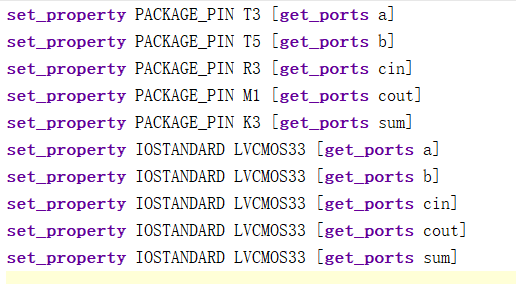 set_property PACKAGE_PIN T3 [get_ports a]
set_property PACKAGE_PIN T5 [get_ports b]
set_property PACKAGE_PIN R3 [get_ports cin]
set_property PACKAGE_PIN M1 [get_ports cout]
set_property PACKAGE_PIN K3 [get_ports sum]
set_property IOSTANDARD LVCMOS33 [get_ports a]
set_property IOSTANDARD LVCMOS33 [get_ports b]
set_property IOSTANDARD LVCMOS33 [get_ports cin]
set_property IOSTANDARD LVCMOS33 [get_ports cout]
set_property IOSTANDARD LVCMOS33 [get_ports sum]